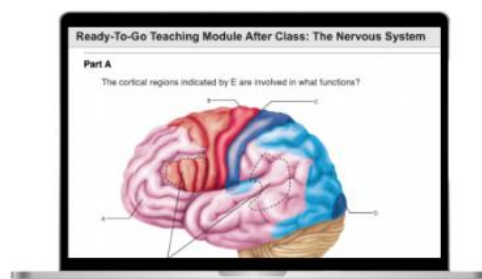 Ready-To-Go Teaching Module After Class: The Nervous System
Part A
The cortical regions indicated by E are involved in what functions?
B
C
A
D